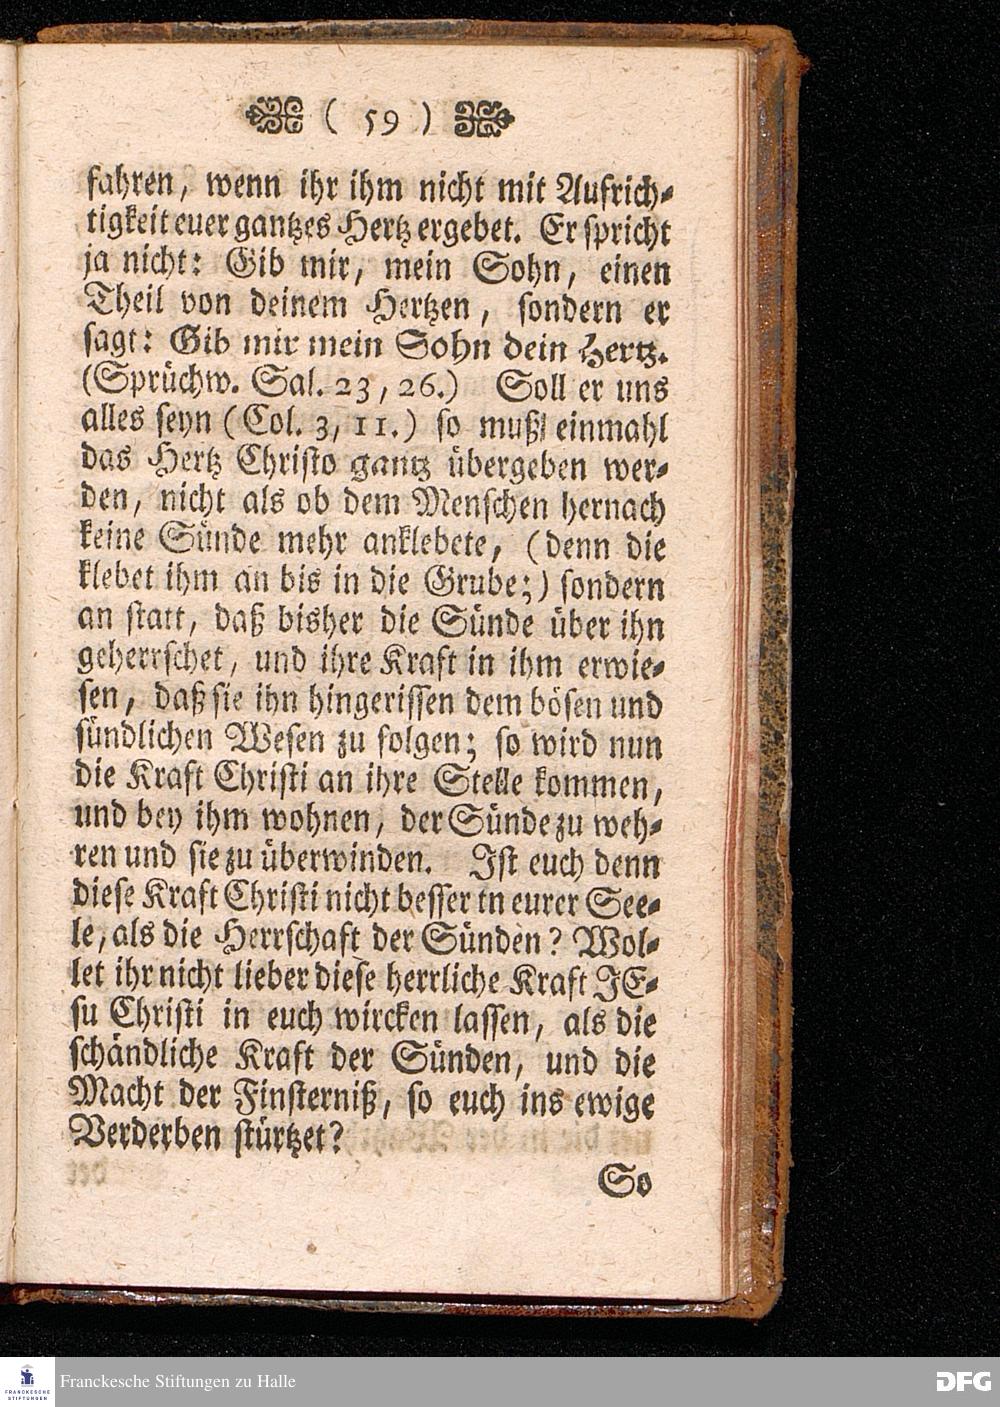 ( 59 )
fahren, wenn ihr ihm nicht mit Aufrich-
tigkeit euer gantzes Hertz ergebet. Er spricht
ja nicht: Gib mir, mein Sohn, einen
Theil von deinem Hertzen, sondern er
sagt: Gib mir mein Sohn dein Hertz.
(Sprüchw. Sal. 23, 26.) Soll er uns
alles seyn (Col. 3, 11.) so muß einmahl
das Hertz Christo gantz übergeben wer-
den, nicht als ob dem Menschen hernach
keine Sünde mehr anklebete, (denn die
klebet ihm an bis in die Grube;) sondern
an statt, daß bisher die Sünde über ihn
geherrschet, und ihre Kraft in ihm erwie-
sen, daß sie ihn hingerissen dem bösen und
sündlichen Wesen zu folgen; so wird nun
die Kraft Christi an ihre Stelle kommen,
und bey ihm wohnen, der Sünde zu weh-
ren und sie zu überwinden. Ist euch denn
diese Kraft Christi nicht besser in eurer See-
le, als die Herrschaft der Sünden? Wol-
let ihr nicht lieber diese herrliche Kraft JE-
su Christi in euch wircken lassen, als die
schändliche Kraft der Sünden, und die
Macht der Finsterniß, so euch ins ewige
Verderben stürtzet?
So
FRANCKESCHE
STIFTUNGEN
Franckesche Stiftungen zu Halle
DFG